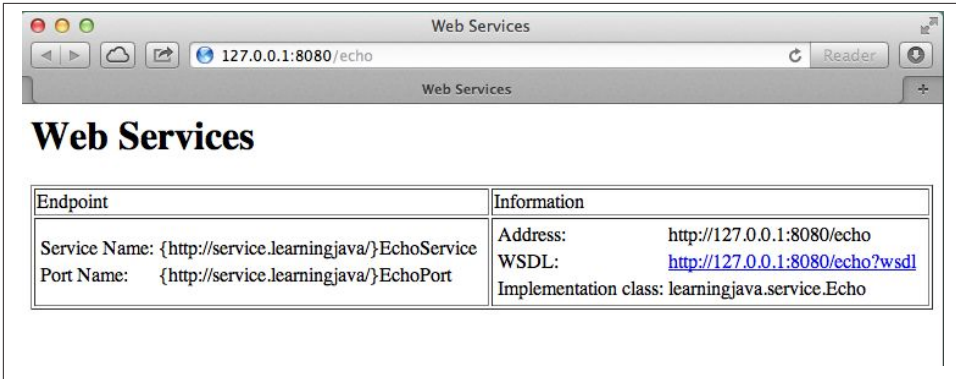 Web Services
127.0.0.1:8080/echo
Reader
Web Services
Web Services
Endpoint
Information
Service Name: {http://service.learningjava/}EchoService
Port Name: {http://service.learningjava/}EchoPort
Address: http://127.0.0.1:8080/echo
WSDL: http://127.0.0.1:8080/echo?wsdl
Implementation class: learningjava.service.Echo